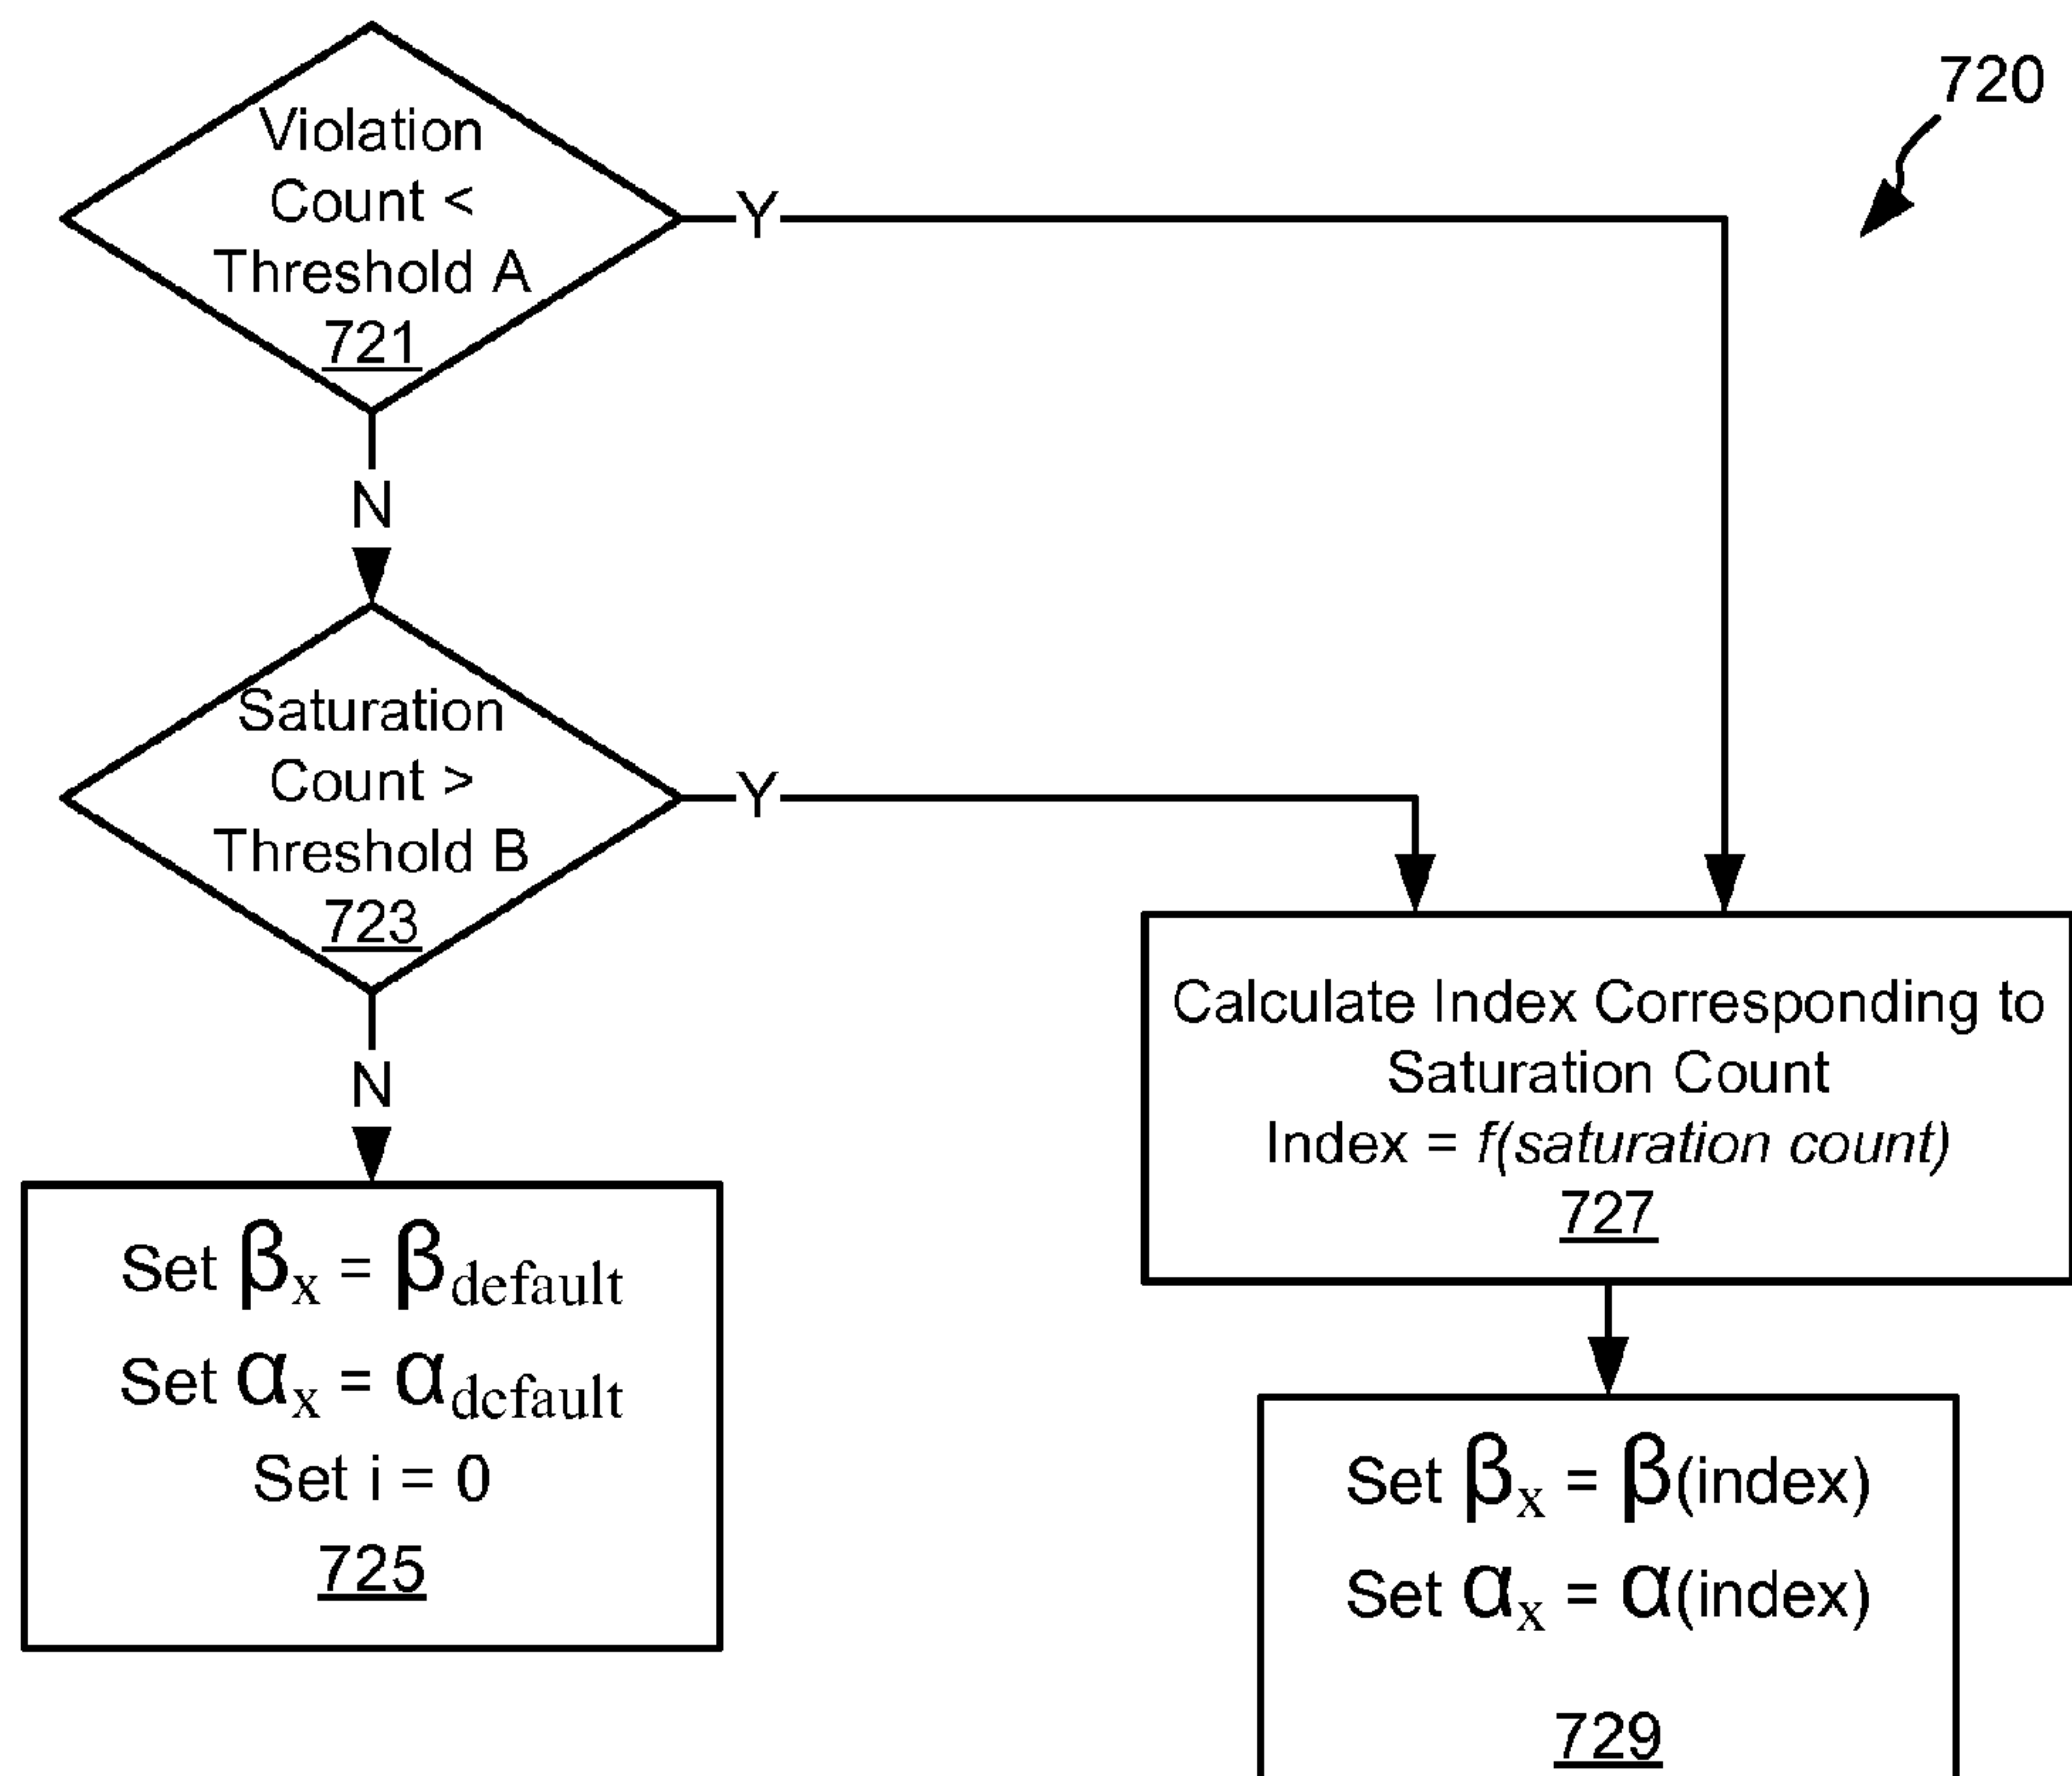 720
Violation
Count <
Threshold A
721
Y
N
Saturation
Count >
Threshold B
723
Y
N
Calculate Index Corresponding to
Saturation Count
Index = f(saturation count)
727
Set βx = βdefault
Set αx = αdefault
Set i = 0
725
Set βx = β(index)
Set αx = α(index)
729